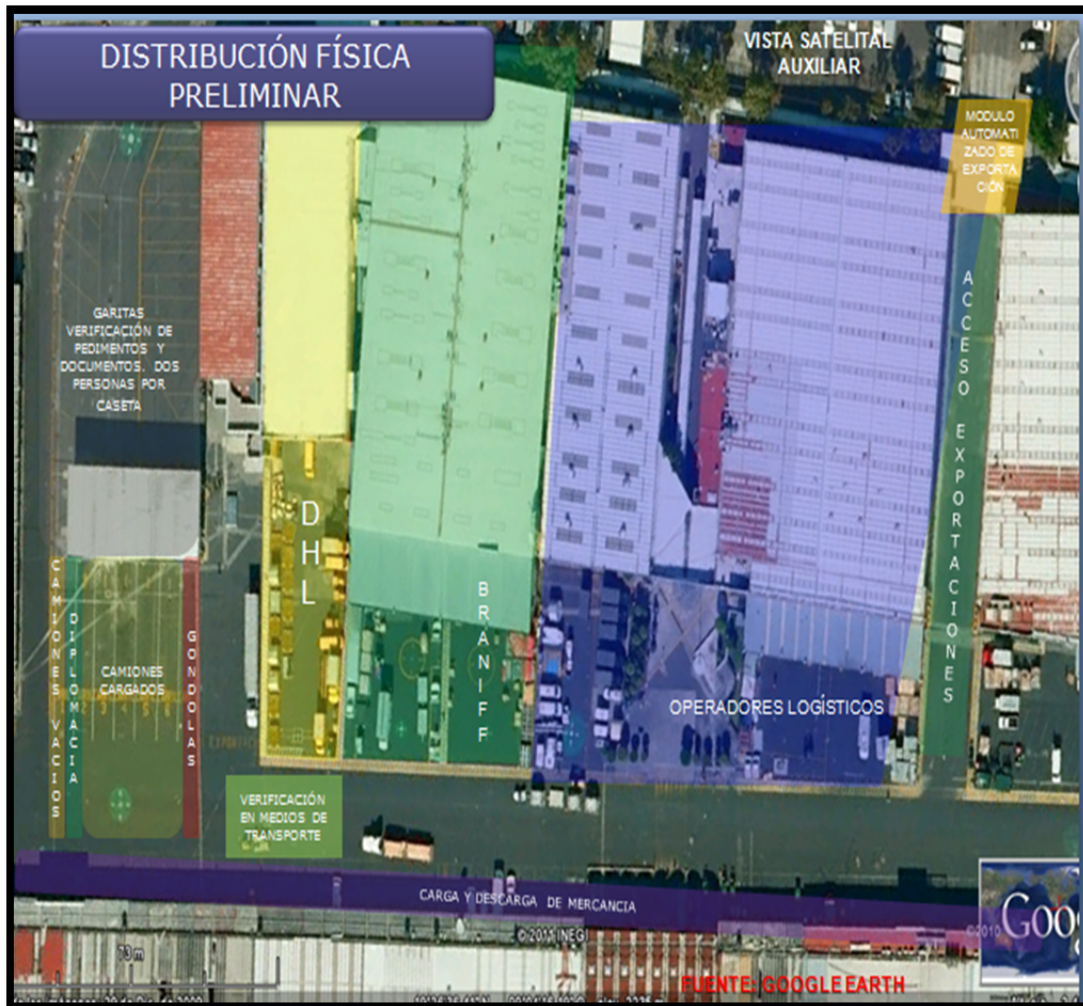 DISTRIBUCIÓN FÍSICA
PRELIMINAR
VISTA SATELITAL
AUXILIAR
MODULO
AUTOMATI
ZADO DE
EXPORTA
CIÓN
GARITAS
VERIFICACIÓN DE
PEDIMENTOS Y
DOCUMENTOS. DOS
PERSONAS POR
CASETA
ACCESO EXPORTACIONES
DHL
BRANIFF
CAMIONES VACIOS
DIPLOMACIA
CAMIONES
CARGADOS
GONDOLAS
OPERADORES LOGÍSTICOS
VERIFICACIÓN
EN MEDIOS DE
TRANSPORTE
CARGA Y DESCARGA DE MERCANCIA
© 2011 INEGI
©2010
Goo
73 m
FUENTE: GOOGLE EARTH